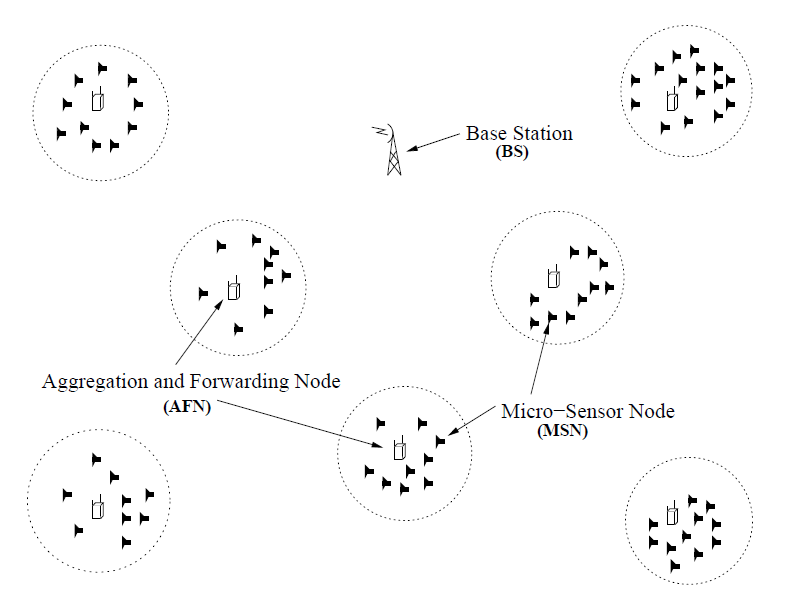 Base Station
(BS)
Aggregation and Forwarding Node
(AFN)
Micro−Sensor Node
(MSN)